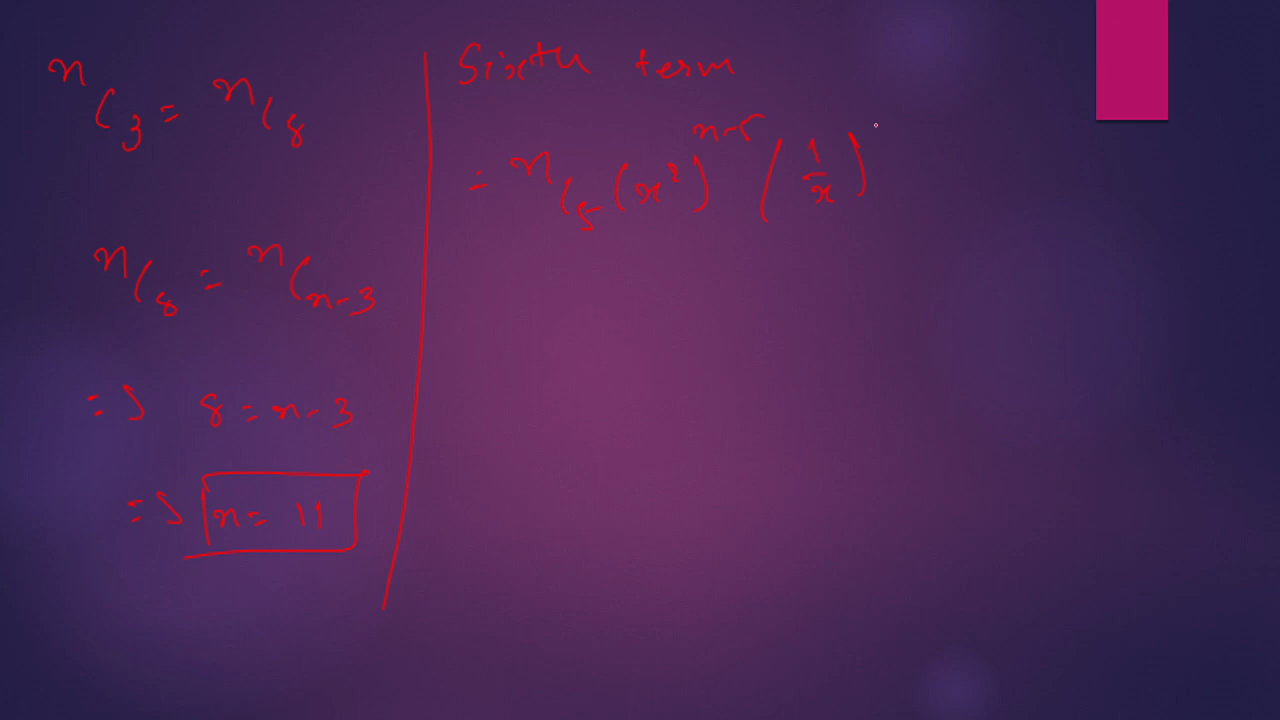 ⁿC₃ = ⁿC₈
ⁿC₈ = ⁿCₙ₋₃
=> 8 = n - 3
=> n = 11
Sixth term
= ⁿC₅ (x²)ⁿ⁻⁵ (1/x)